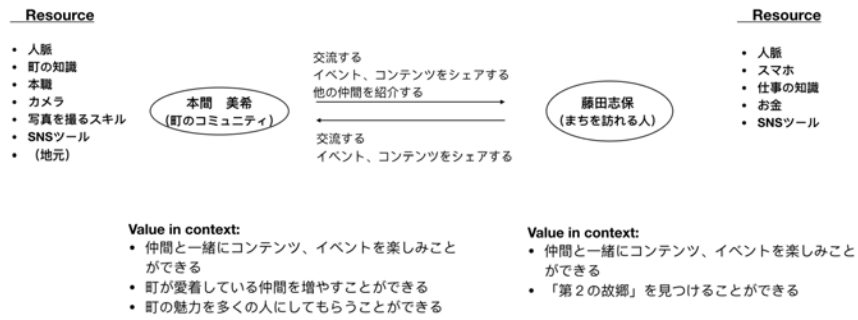 Resource
• 人脈
• 町の知識
• 本職
• カメラ
• 写真を撮るスキル
• SNSツール
• （地元）
本間　美希
(町のコミュニティ)
交流する
イベント、コンテンツをシェアする
他の仲間を紹介する
交流する
イベント、コンテンツをシェアする
藤田志保
（まちを訪れる人）
Resource
• 人脈
• スマホ
• 仕事の知識
• お金
• SNSツール
Value in context:
• 仲間と一緒にコンテンツ、イベントを楽しみこと
ができる
• 町が愛着している仲間を増やすことができる
• 町の魅力を多くの人にしてもらうことができる
Value in context:
• 仲間と一緒にコンテンツ、イベントを楽しみこと
ができる
• 「第２の故郷」を見つけることができる